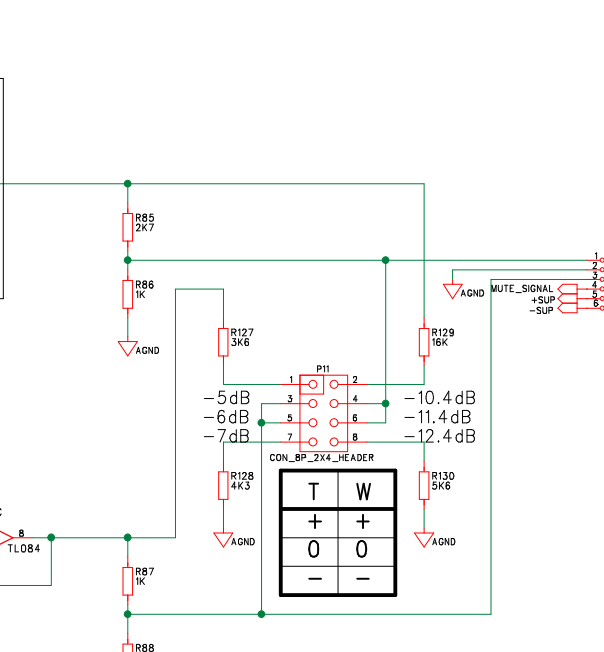 R85
2K7
1
2
3
MUTE_SIGNAL 4
+SUP 5
-SUP 6
AGND
R86
1K
AGND
R127
3K6
R129
16K
P11
1 2
-5dB 3 4 -10.4dB
-6dB 5 6 -11.4dB
-7dB 7 8 -12.4dB
CON_8P_2X4_HEADER
R128
4K3
R130
5K6
T W
+ +
0 0
- -
AGND
AGND
8
TL084
R87
1K
R88